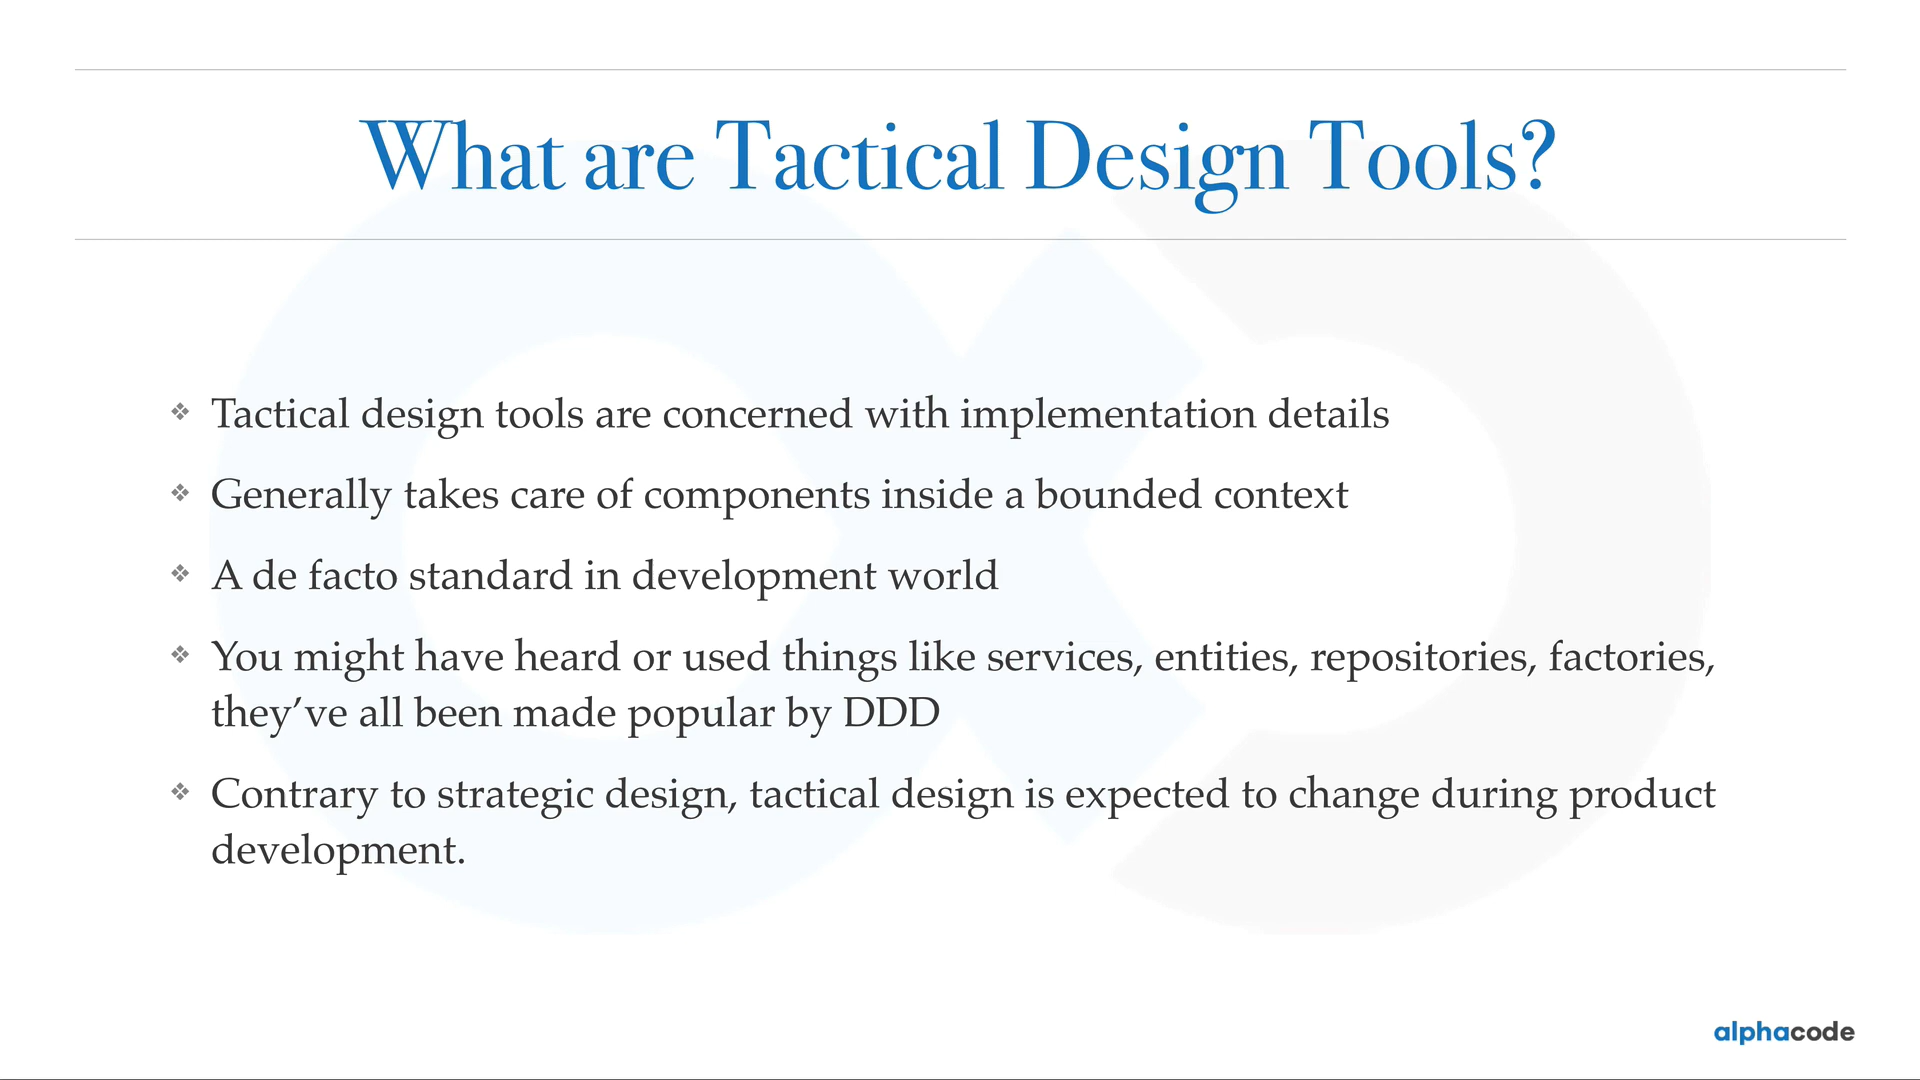 What are Tactical Design Tools?
❖ Tactical design tools are concerned with implementation details
❖ Generally takes care of components inside a bounded context
❖ A de facto standard in development world
❖ You might have heard or used things like services, entities, repositories, factories,
they’ve all been made popular by DDD
❖ Contrary to strategic design, tactical design is expected to change during product
development.
alphacode